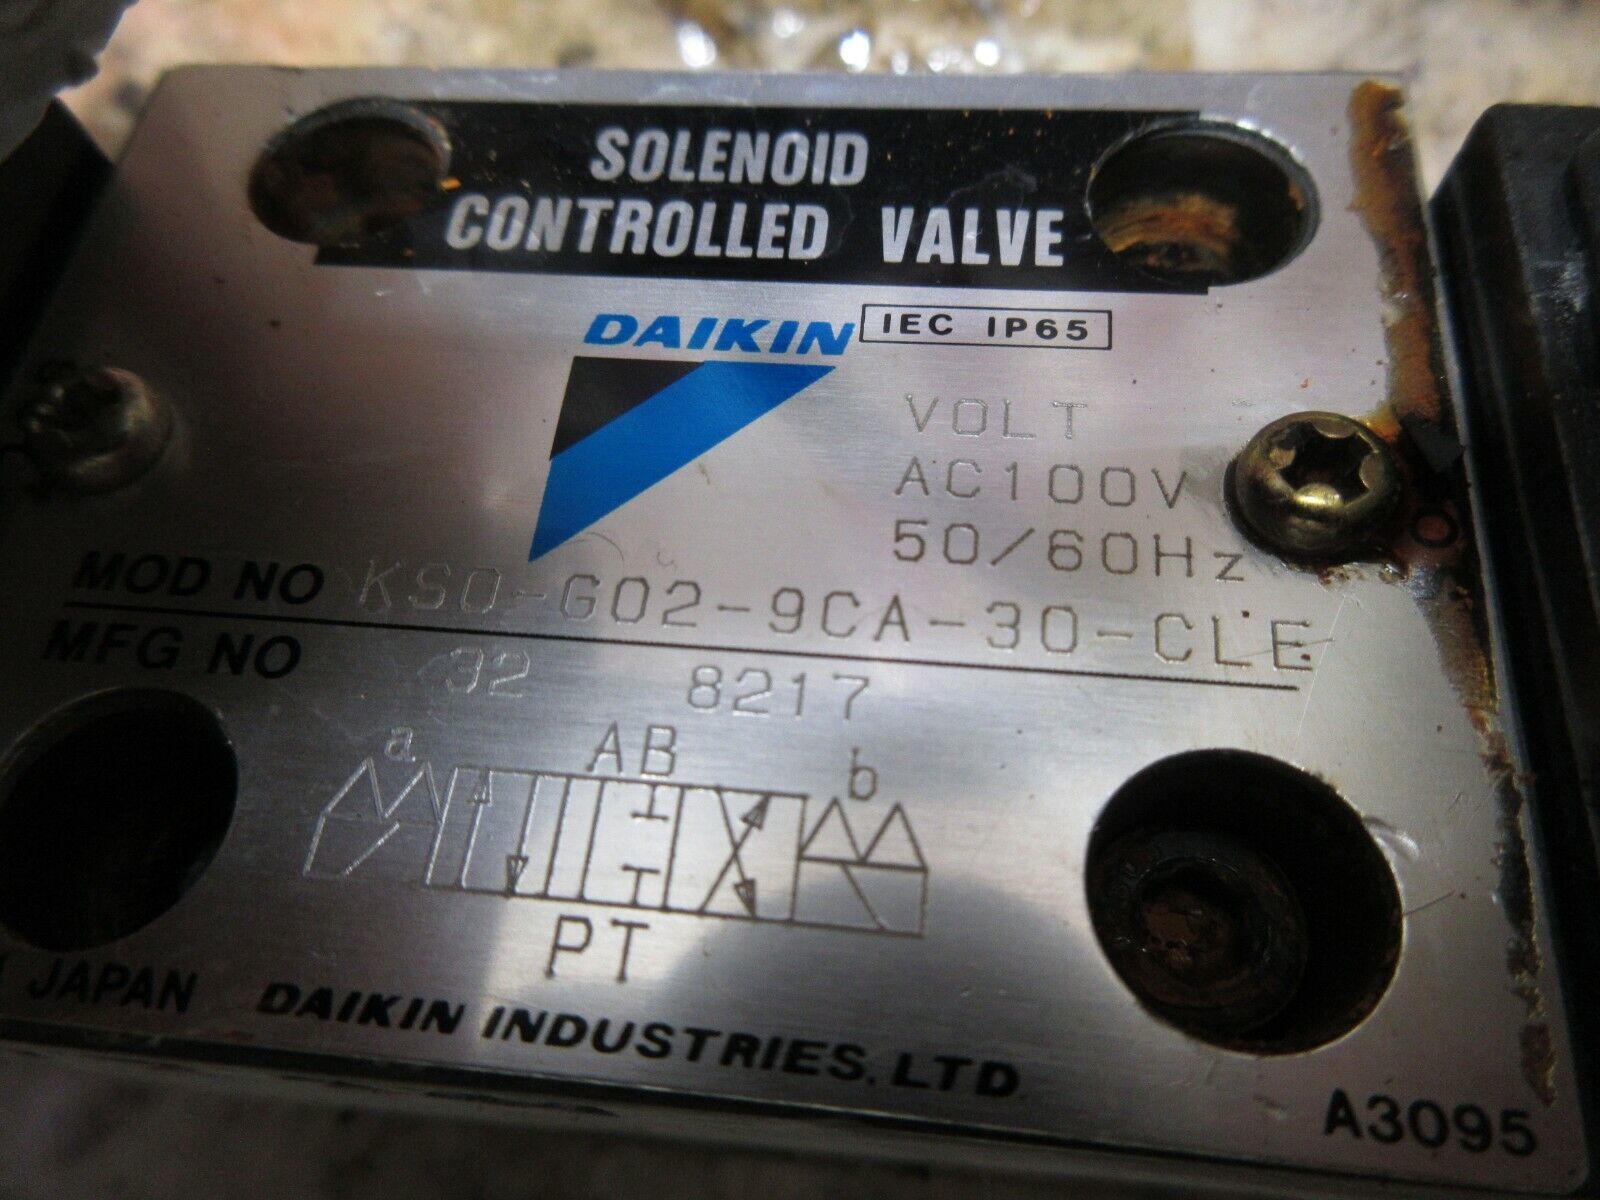 SOLENOID
CONTROLLED VALVE
DAIKIN IEC IP65
VOLT
AC100V
50/60Hz
MOD NO KSO-G02-9CA-30-CLE
MFG NO 32 8217
a AB b
PT
JAPAN DAIKIN INDUSTRIES, LTD
A3095